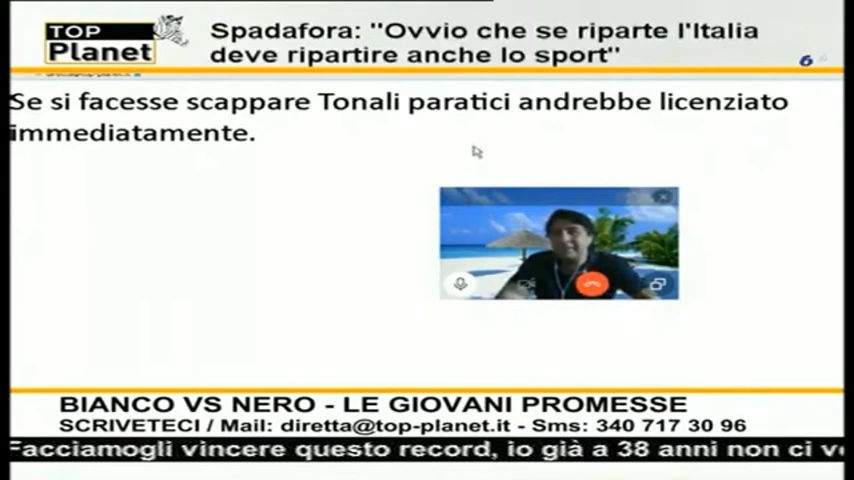 TOP
Planet
Spadafora: "Ovvio che se riparte l'Italia
deve ripartire anche lo sport"
6
Se si facesse scappare Tonali paratici andrebbe licenziato
immediatamente.
BIANCO VS NERO - LE GIOVANI PROMESSE
SCRIVETECI / Mail: diretta@top-planet.it - Sms: 340 717 30 96
Facciamogli vincere questo record, io già a 38 anni non ci